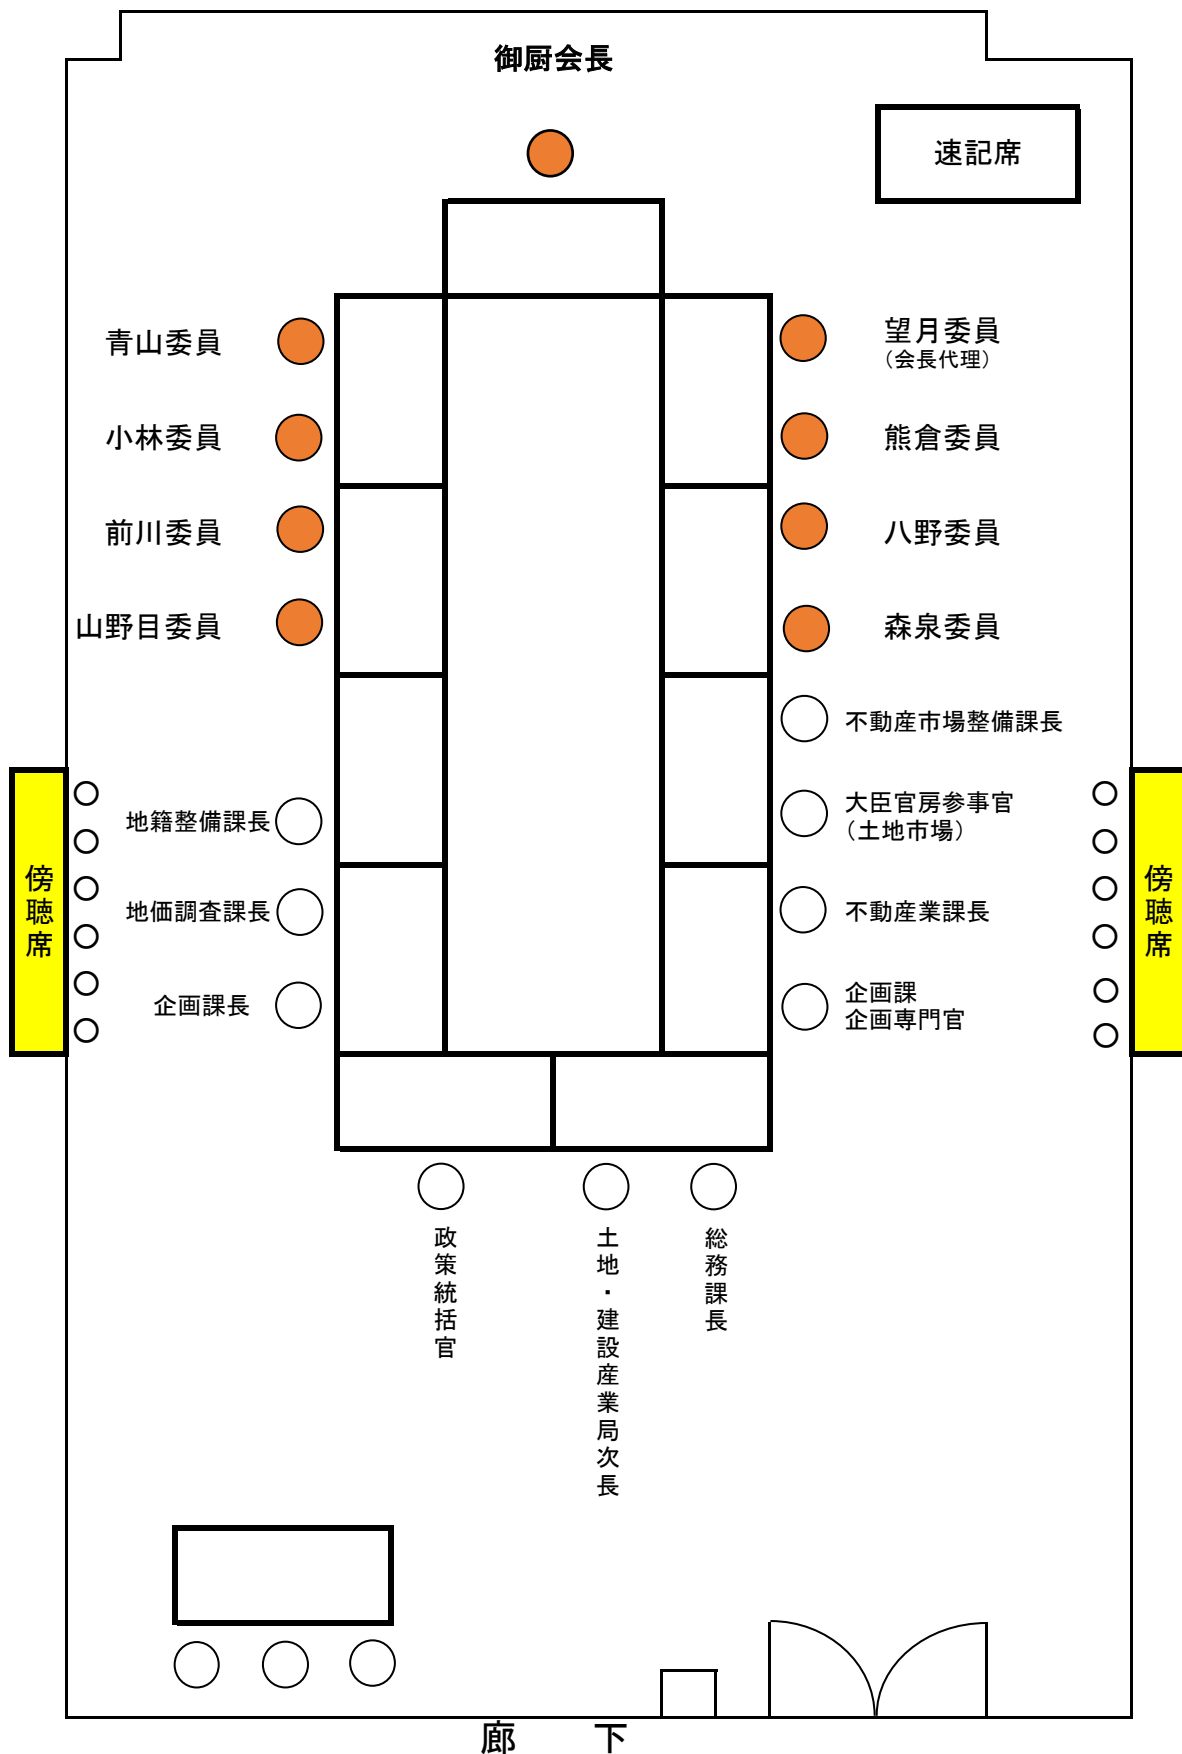 御厨会長
速記席
青山委員
望月委員
（会長代理）
小林委員
熊倉委員
前川委員
八野委員
山野目委員
森泉委員
不動産市場整備課長
地籍整備課長
大臣官房参事官
（土地市場）
傍聴席
傍聴席
地価調査課長
不動産業課長
企画課長
企画課
企画専門官
政策統括官
土地・建設産業局次長
総務課長
廊　下